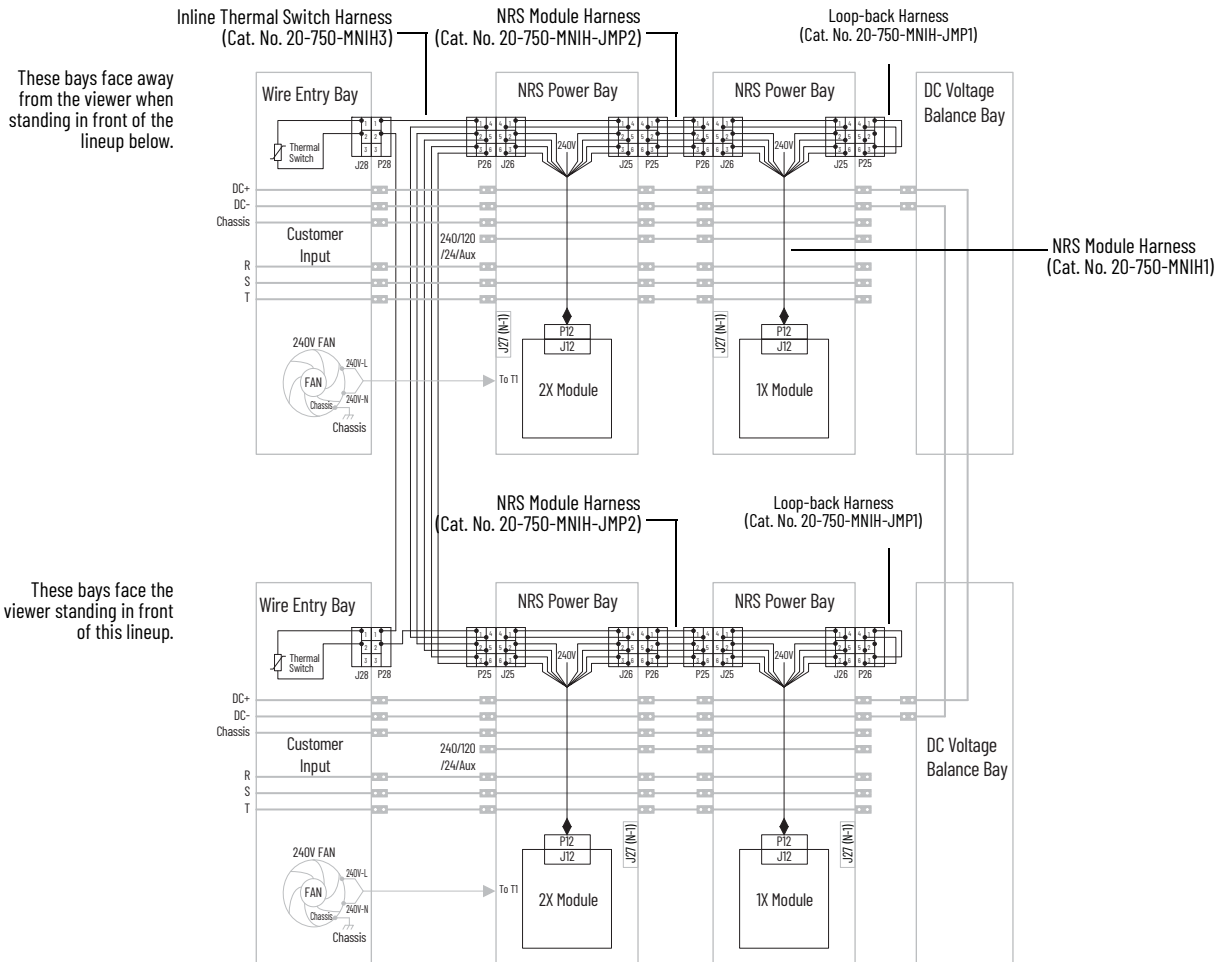 Inline Thermal Switch Harness
(Cat. No. 20-750-MNIH3)
NRS Module Harness
(Cat. No. 20-750-MNIH-JMP2)
Loop-back Harness
(Cat. No. 20-750-MNIH-JMP1)
These bays face away
from the viewer when
standing in front of the
lineup below.
Wire Entry Bay
NRS Power Bay
NRS Power Bay
DC Voltage
Balance Bay
Thermal
Switch
J28 P28
P26 J26
240V
J25 P25
P26 J26
240V
J25 P25
DC+
DC-
Chassis
Customer
Input
240/120
/24/Aux
R
S
T
NRS Module Harness
(Cat. No. 20-750-MNIH1)
J27 (N-1)
P12
J12
2X Module
J27 (N-1)
P12
J12
1X Module
240V FAN
FAN
240V-L
240V-N
Chassis
Chassis
To T1
NRS Module Harness
(Cat. No. 20-750-MNIH-JMP2)
Loop-back Harness
(Cat. No. 20-750-MNIH-JMP1)
These bays face the
viewer standing in front
of this lineup.
Wire Entry Bay
NRS Power Bay
NRS Power Bay
Thermal
Switch
J28 P28
P25 J25
240V
J26 P26
P25 J25
240V
J26 P26
DC+
DC-
Chassis
Customer
Input
240/120
/24/Aux
R
S
T
DC Voltage
Balance Bay
P12
J12
2X Module
J27 (N-1)
P12
J12
1X Module
J27 (N-1)
240V FAN
FAN
240V-L
240V-N
Chassis
Chassis
To T1